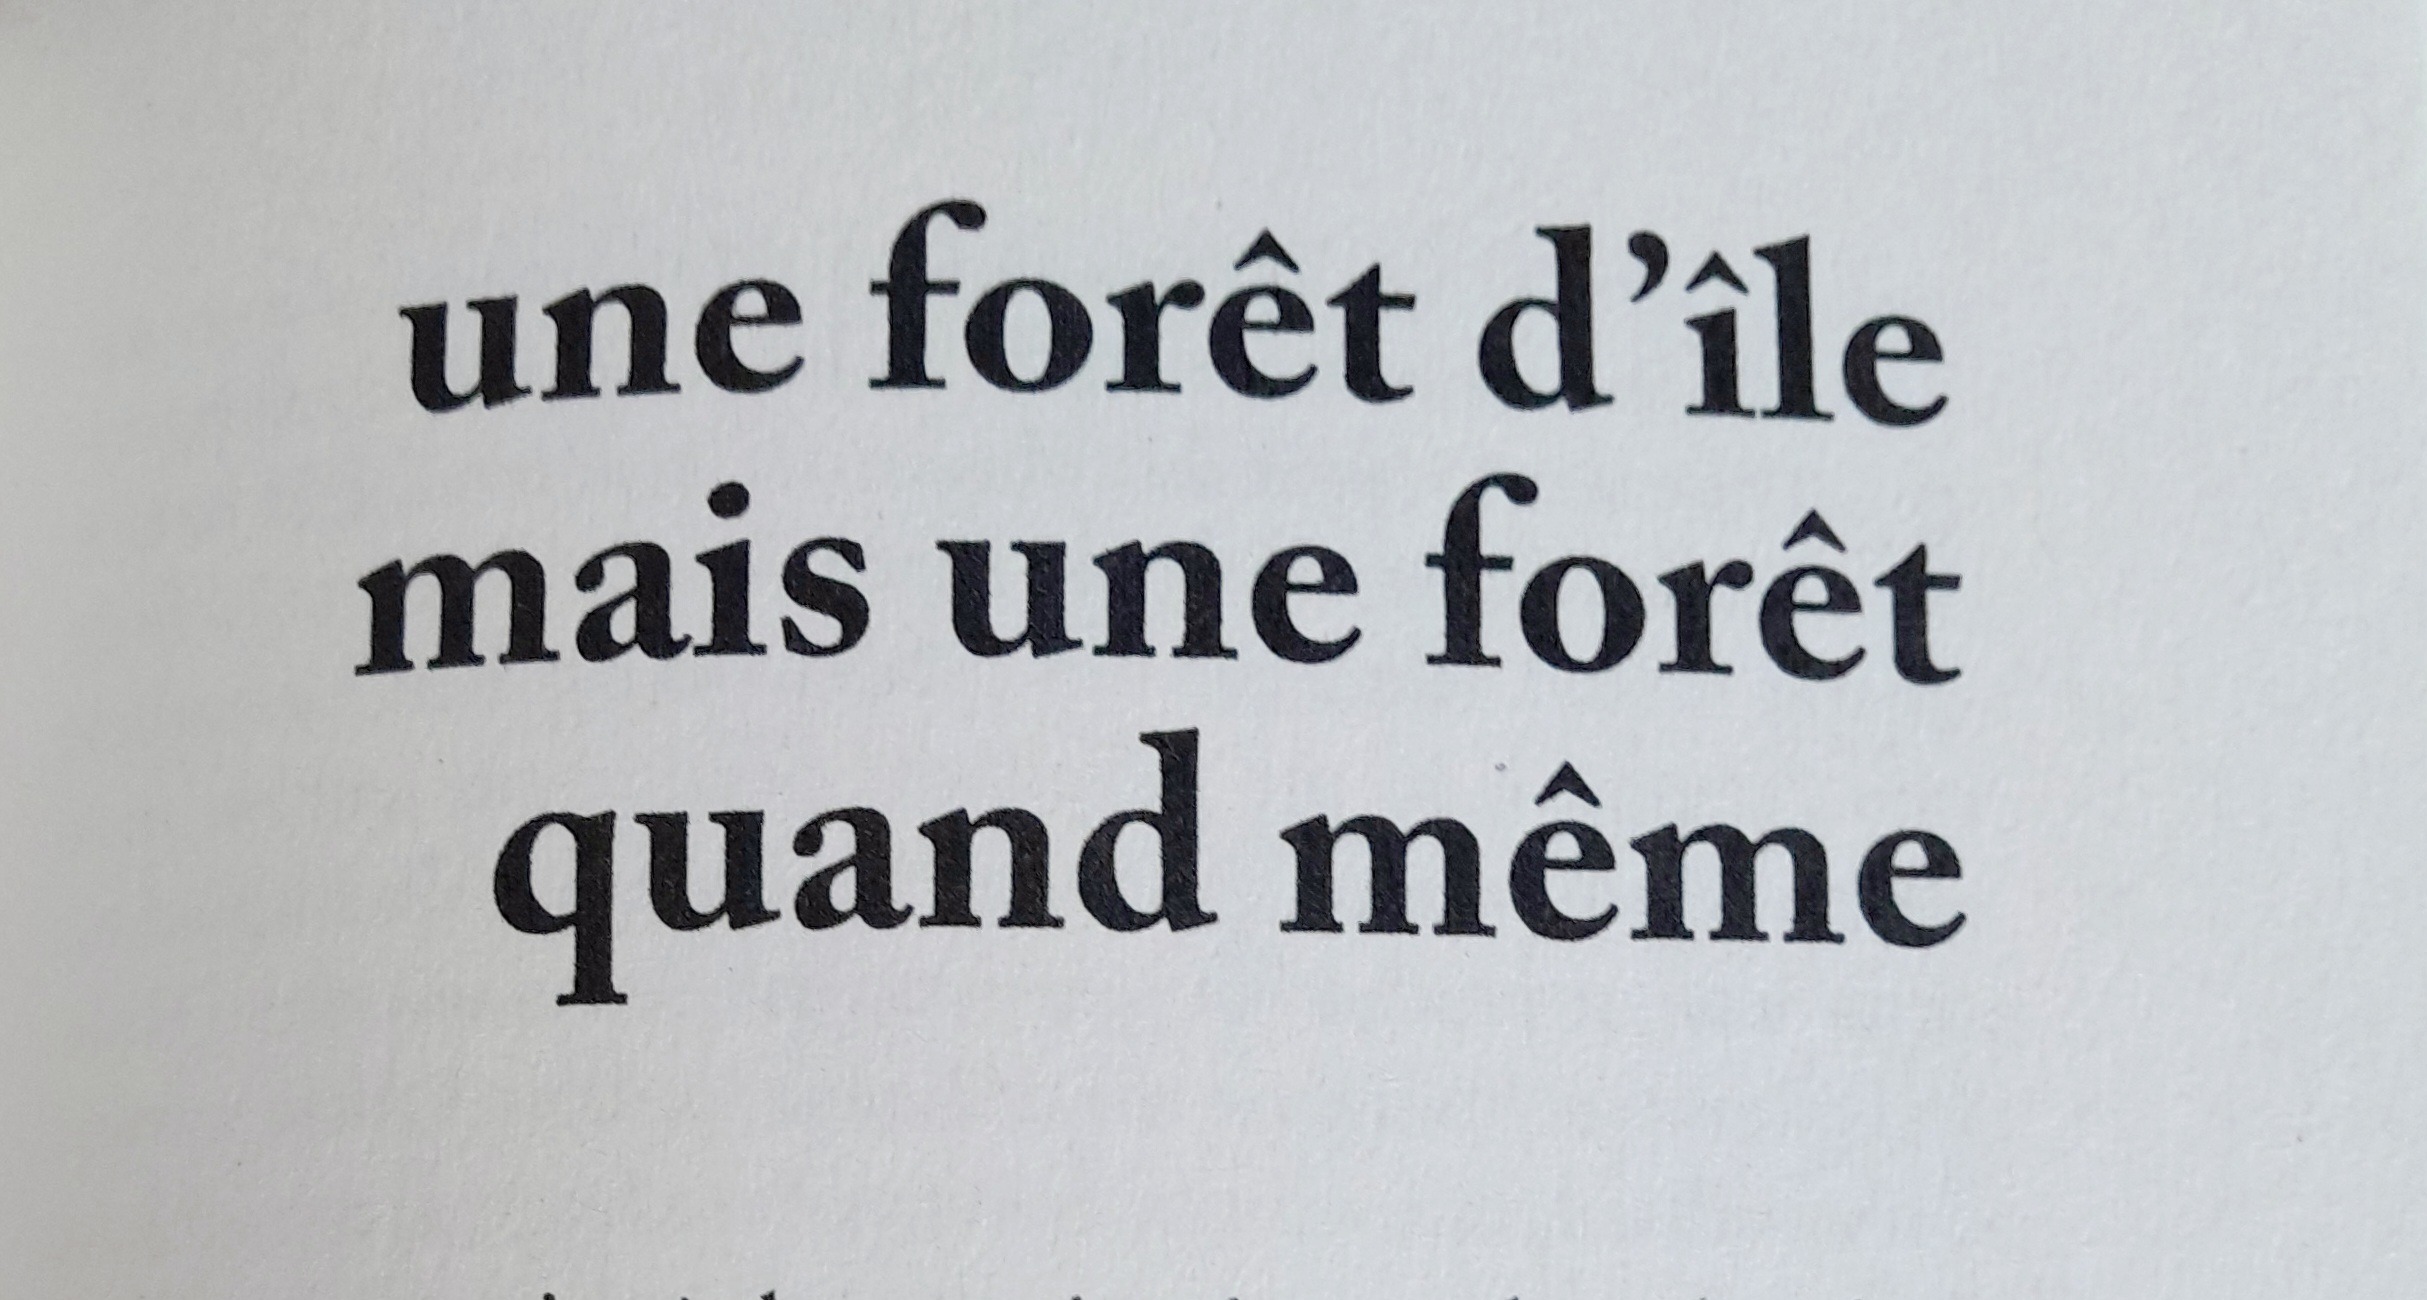 une forêt d’île
mais une forêt
quand même